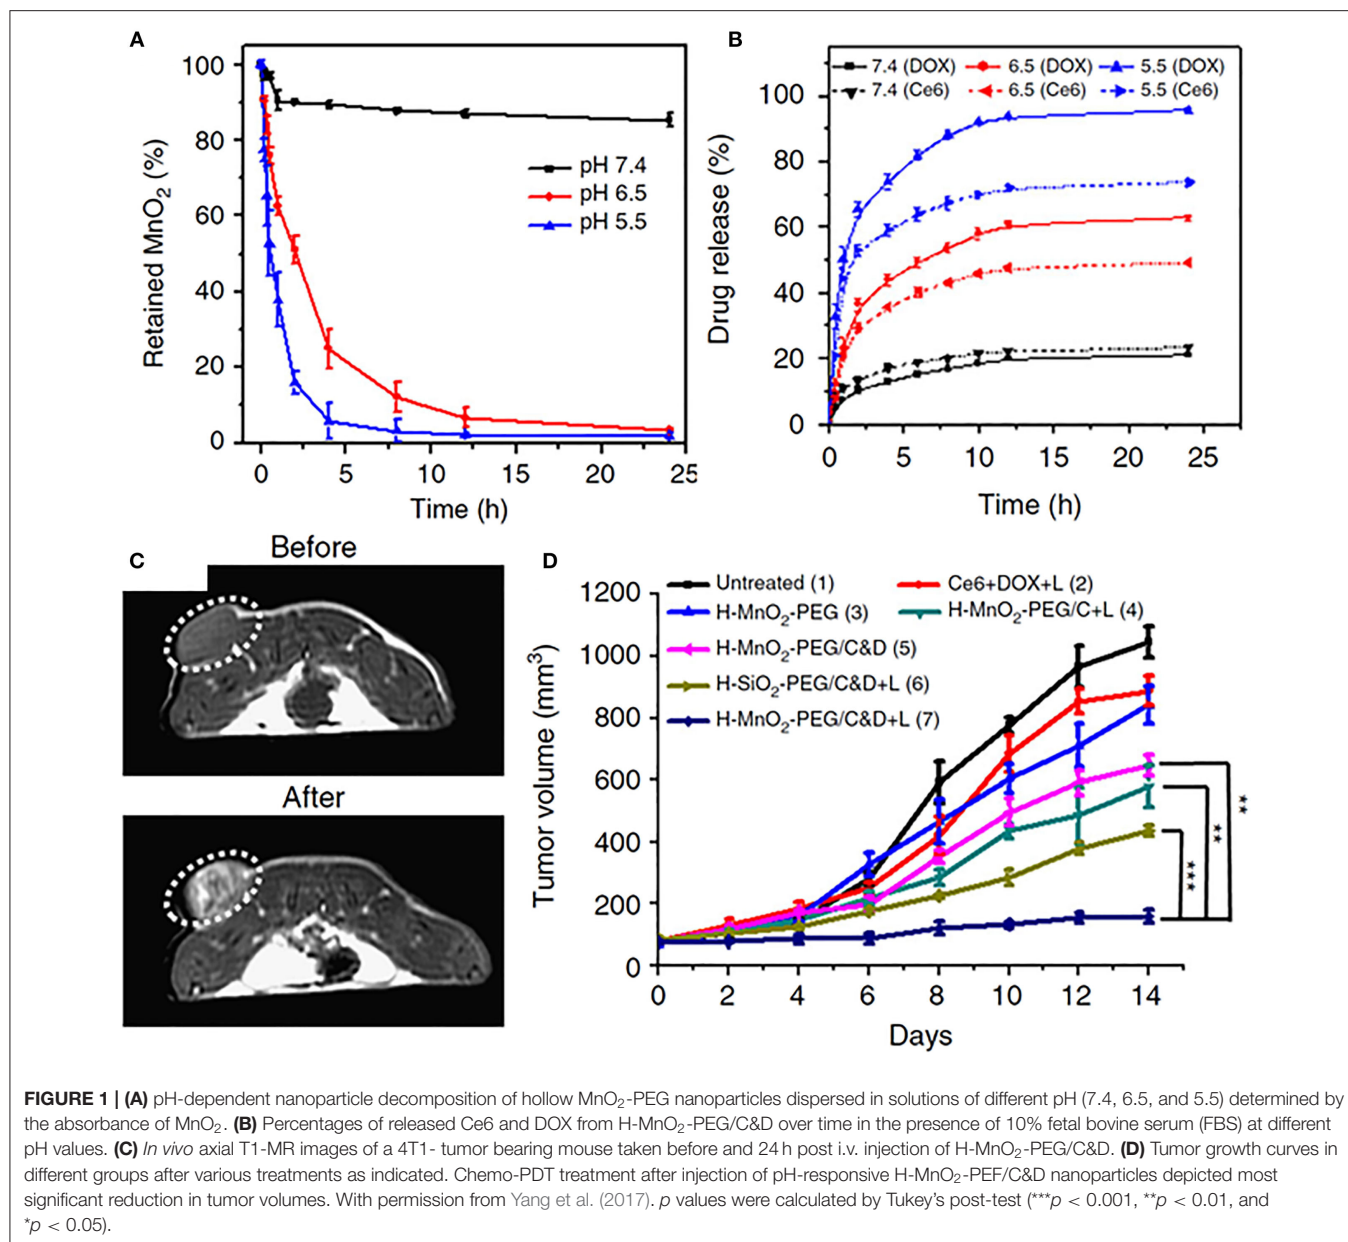 (A)
100
80
60
40
20
0
Retained MnO2 (%)
pH 7.4
pH 6.5
pH 5.5
0 5 10 15 20 25
Time (h)
(B)
7.4 (DOX) 6.5 (DOX) 5.5 (DOX)
7.4 (Ce6) 6.5 (Ce6) 5.5 (Ce6)
100
80
60
40
20
0
Drug release (%)
0 5 10 15 20 25
Time (h)
(C)
Before
After
(D)
Untreated (1) Ce6+DOX+L (2)
H-MnO2-PEG (3) H-MnO2-PEG/C+L (4)
H-MnO2-PEG/C&D (5)
H-SiO2-PEG/C&D+L (6)
H-MnO2-PEG/C&D+L (7)
1200
1000
800
600
400
200
0
Tumor volume (mm3)
**
**
***
0 2 4 6 8 10 12 14
Days
FIGURE 1 | (A) pH-dependent nanoparticle decomposition of hollow MnO2-PEG nanoparticles dispersed in solutions of different pH (7.4, 6.5, and 5.5) determined by
the absorbance of MnO2. (B) Percentages of released Ce6 and DOX from H-MnO2-PEG/C&D over time in the presence of 10% fetal bovine serum (FBS) at different
pH values. (C) In vivo axial T1-MR images of a 4T1- tumor bearing mouse taken before and 24 h post i.v. injection of H-MnO2-PEG/C&D. (D) Tumor growth curves in
different groups after various treatments as indicated. Chemo-PDT treatment after injection of pH-responsive H-MnO2-PEF/C&D nanoparticles depicted most
significant reduction in tumor volumes. With permission from Yang et al. (2017). p values were calculated by Tukey's post-test (***p < 0.001, **p < 0.01, and
*p < 0.05).